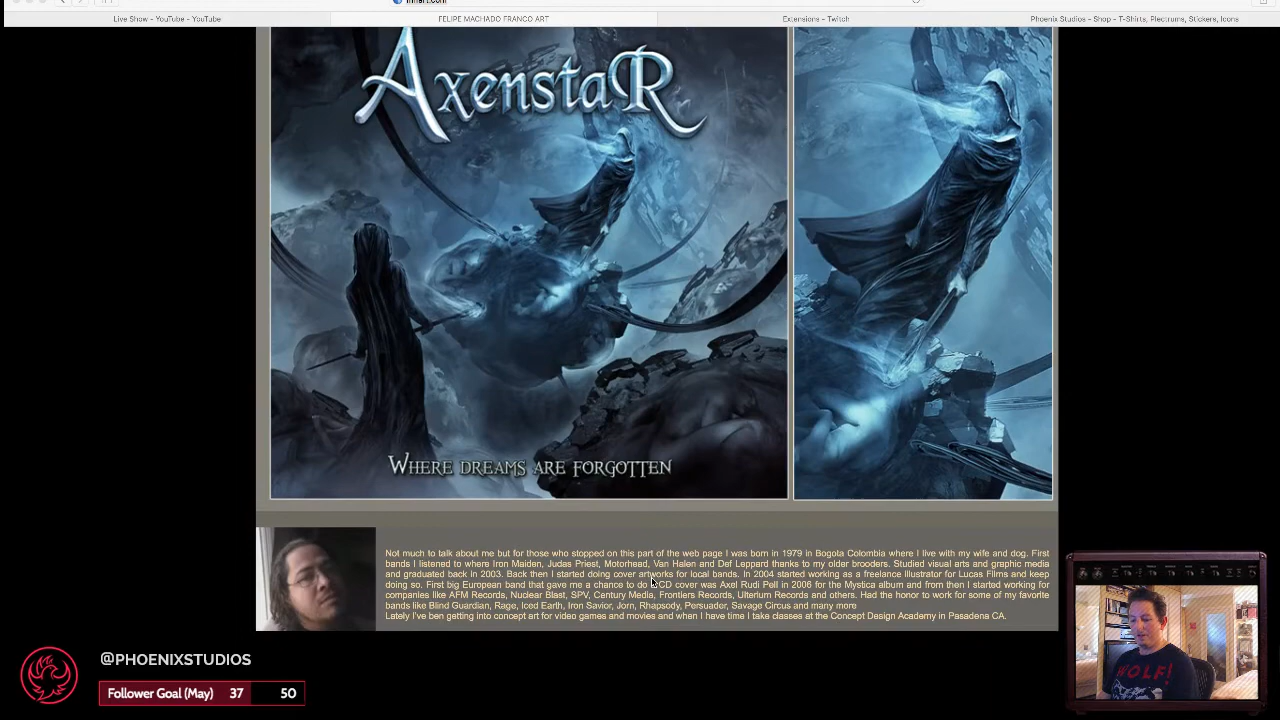 Live Show - YouTube - YouTube
FELIPE MACHADO FRANCO ART
Extensions - Twitch
Phoenix Studios - Shop - T-Shirts, Plectrums, Stickers, Icons
AxenstaR
WHERE DREAMS ARE FORGOTTEN
Not much to talk about me but for those who stopped on this part of the web page I was born in 1979 in Bogota Colombia where I live with my wife and dog. First
bands I listened to where Iron Maiden, Judas Priest, Motorhead, Van Halen and Def Leppard thanks to my older brooders. Studied visual arts and graphic media
and graduated back in 2003. Back then I started doing cover artworks for local bands. In 2004 started working as a freelance illustrator for Lucas Films and keep
doing so. First big European band that gave me a chance to do a CD cover was Axel Rudi Pell in 2006 for the Mystica album and from then I started working for
companies like AFM Records, Nuclear Blast, SPV, Century Media, Frontiers Records, Ulterium Records and others. Had the honor to work for some of my favorite
bands like Blind Guardian, Rage, Iced Earth, Iron Savior, Jorn, Rhapsody, Persuader, Savage Circus and many more
Lately I've ben getting into concept art for video games and movies and when I have time I take classes at the Concept Design Academy in Pasadena CA.
@PHOENIXSTUDIOS
Follower Goal (May) 37 50
WOLF!